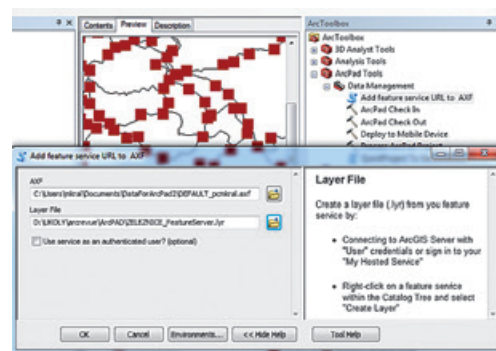 Contents Preview Description
ArcToolbox
ArcToolbox
3D Analyst Tools
Analysis Tools
ArcPad Tools
Data Management
Add feature service URL to AXF
ArcPad Check In
ArcPad Check Out
Deploy to Mobile Device
Add feature service URL to AXF
AXF
Layer File
Use service as an authenticated user? (optional)
Layer File
Create a layer file (.lyr) from you feature
service by:
• Connecting to ArcGIS Server with
"User" credentials or sign in to your
"My Hosted Service"
• Right-click on a feature service
within the Catalog Tree and select
"Create Layer"
OK Cancel Environments... << Hide Help Tool Help